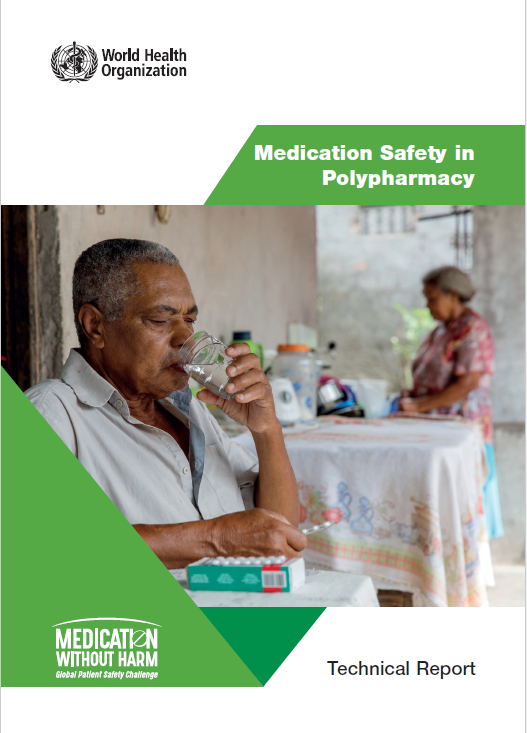 World Health
Organization
Medication Safety in
Polypharmacy
MEDICATION
WITHOUT HARM
Global Patient Safety Challenge
Technical Report